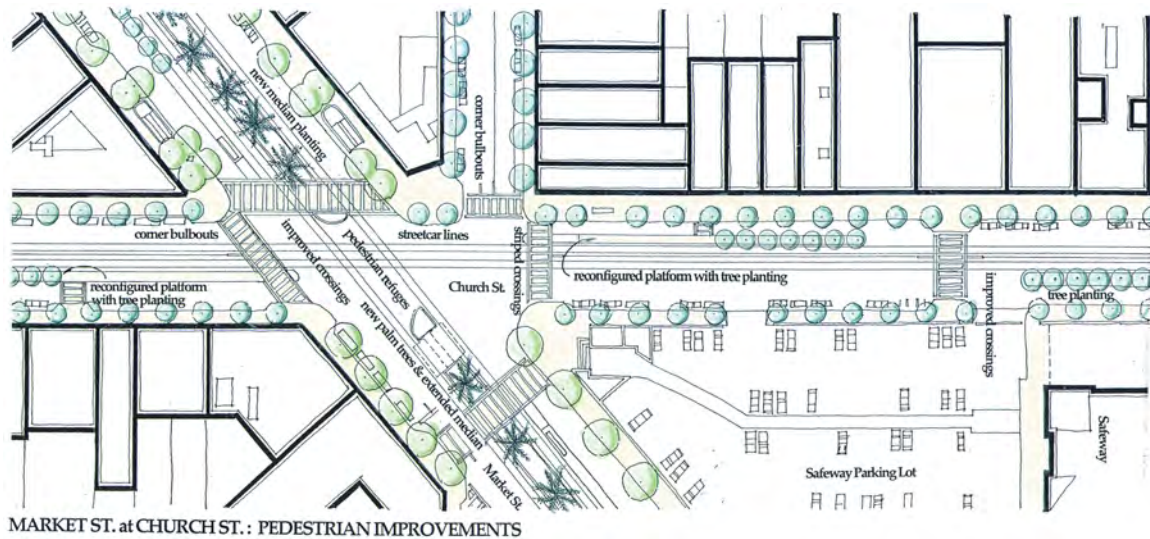 new median planting
corner bulbouts
corner bulbouts
improved crossings
pedestrian refuges
streetcar lines
striped crossings
reconfigured platform
with tree planting
Church St.
reconfigured platform with tree planting
improved crossings
tree planting
new palm trees & extended median
Market St.
Safeway Parking Lot
Safeway
MARKET ST. at CHURCH ST. : PEDESTRIAN IMPROVEMENTS